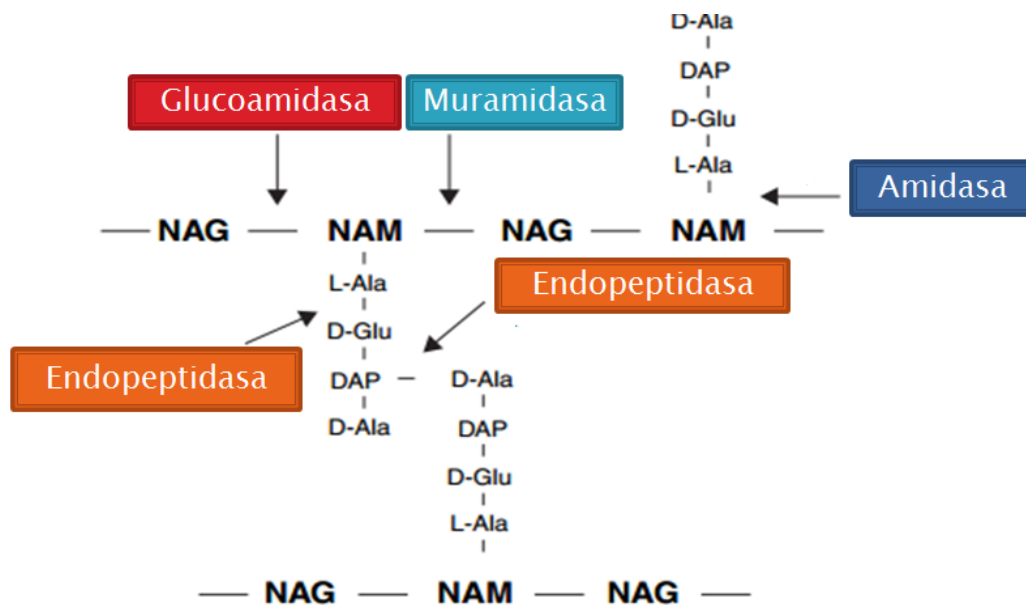 D-Ala
DAP
D-Glu
L-Ala
Glucoamidasa
Muramidasa
Amidasa
NAG NAM NAG NAM
L-Ala
D-Glu
DAP
D-Ala
Endopeptidasa
Endopeptidasa
D-Ala
DAP
D-Glu
L-Ala
NAG NAM NAG